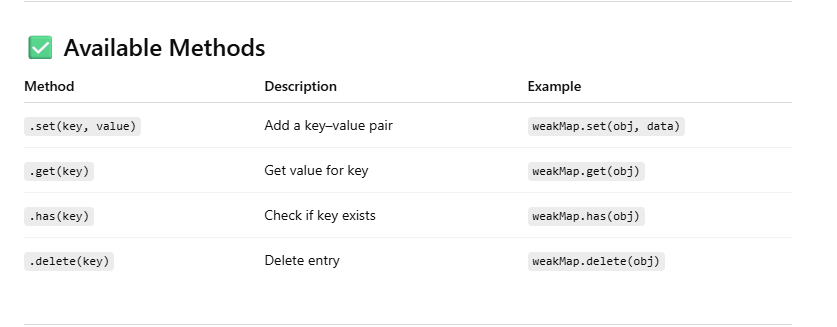 ✅ Available Methods
Method Description Example
.set(key, value) Add a key–value pair weakMap.set(obj, data)
.get(key) Get value for key weakMap.get(obj)
.has(key) Check if key exists weakMap.has(obj)
.delete(key) Delete entry weakMap.delete(obj)